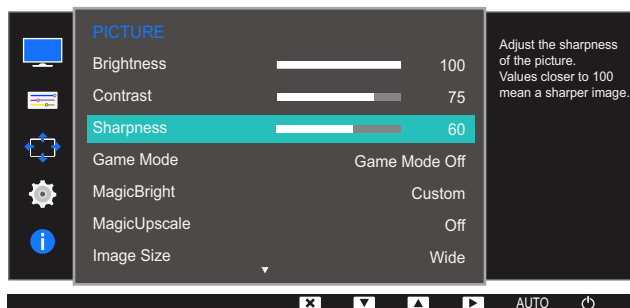 PICTURE
Brightness 100
Contrast 75
Sharpness 60
Game Mode Game Mode Off
MagicBright Custom
MagicUpscale Off
Image Size Wide
Adjust the sharpness
of the picture.
Values closer to 100
mean a sharper image.
AUTO